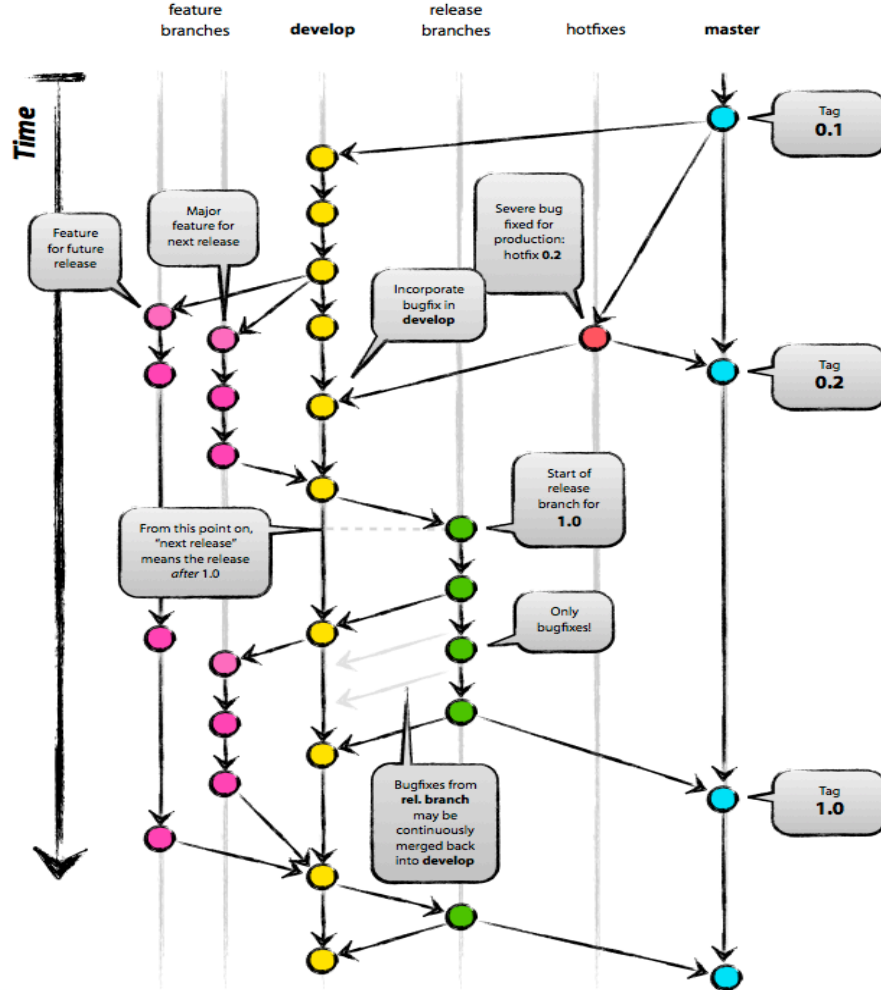 feature
branches
develop
release
branches
hotfixes
master
Time
Tag
0.1
Feature
for future
release
Major
feature for
next release
Severe bug
fixed for
production:
hotfix 0.2
Incorporate
bugfix in
develop
Tag
0.2
Start of
release
branch for
1.0
From this point on,
“next release”
means the release
after 1.0
Only
bugfixes!
Bugfixes from
rel. branch
may be
continuously
merged back
into develop
Tag
1.0